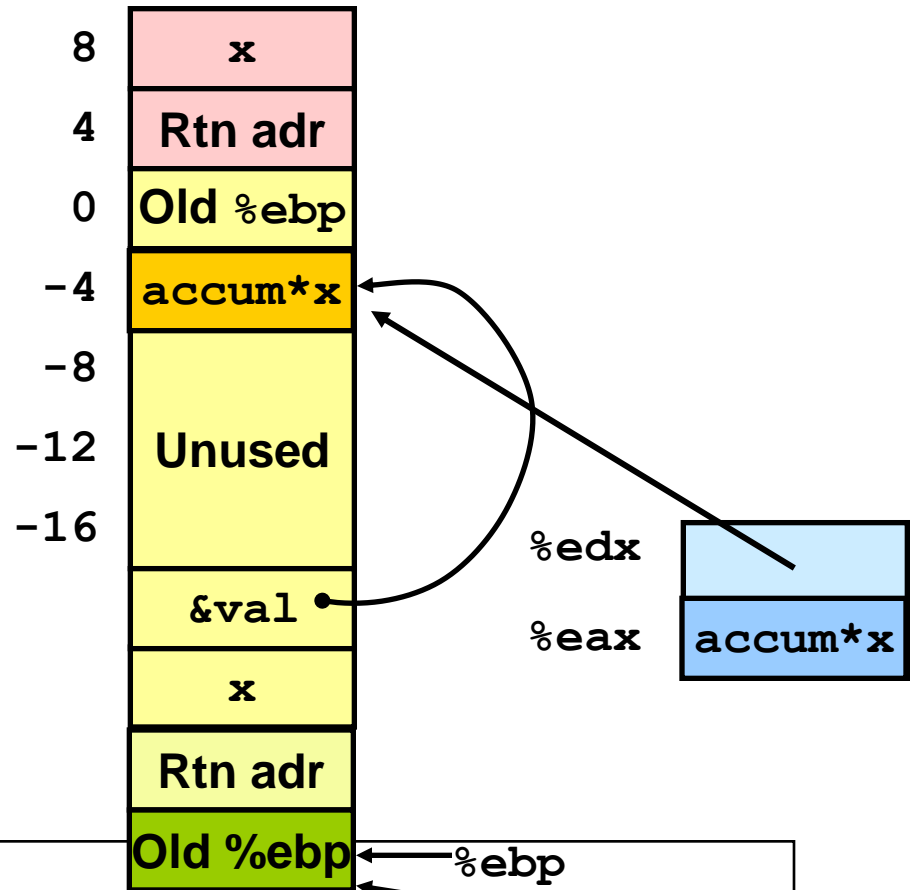 8 x
4 Rtn adr
0 Old %ebp
-4 accum*x
-8
-12 Unused
-16
%edx
&val
%eax accum*x
x
Rtn adr
Old %ebp %ebp